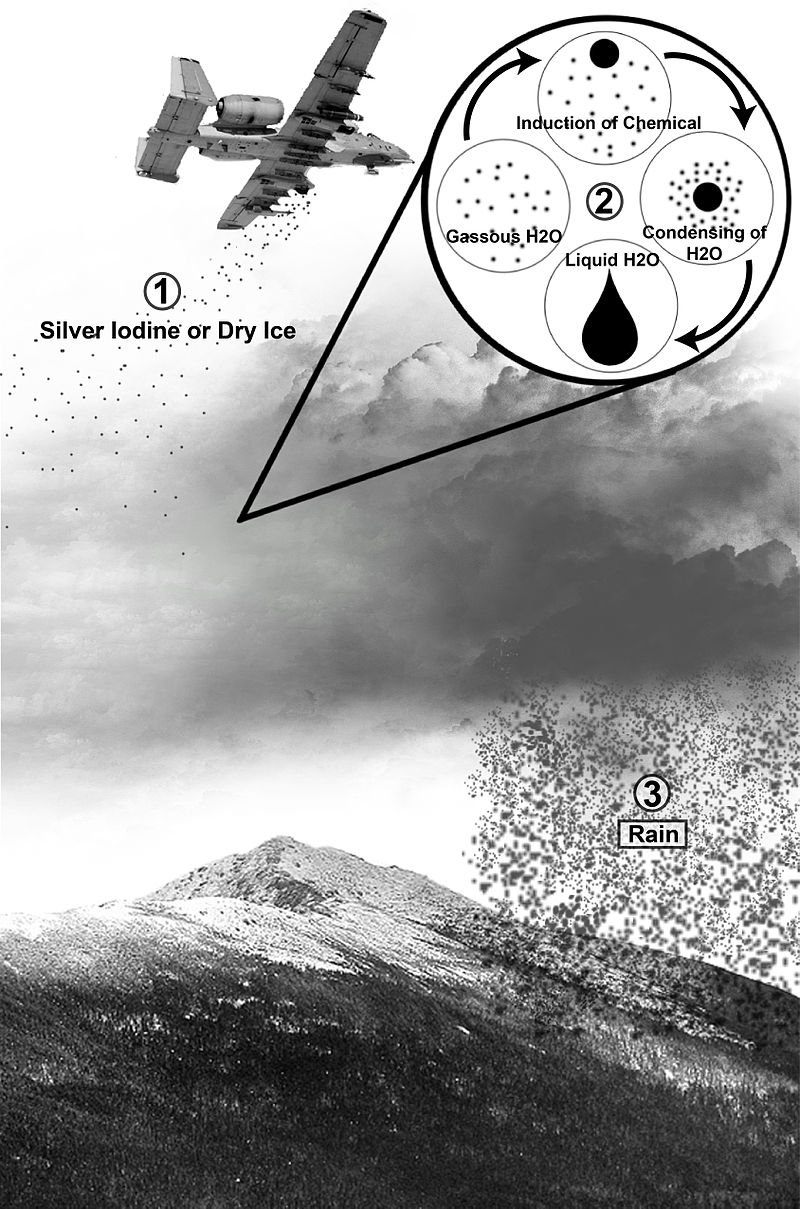 1
Silver Iodine or Dry Ice
2
Gassous H2O
Induction of Chemical
Condensing of
H2O
Liquid H2O
3
Rain